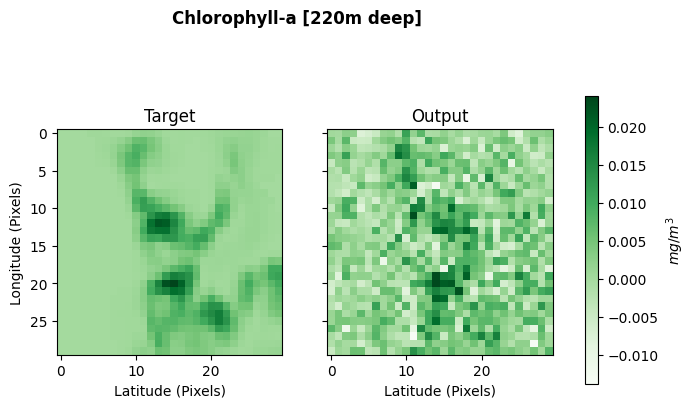 Chlorophyll-a [220m deep]
Target
Output
0
5
10
15
20
25
Longitude (Pixels)
0
10
20
Latitude (Pixels)
0
10
20
Latitude (Pixels)
0.020
0.015
0.010
0.005
0.000
−0.005
−0.010
mg/m³